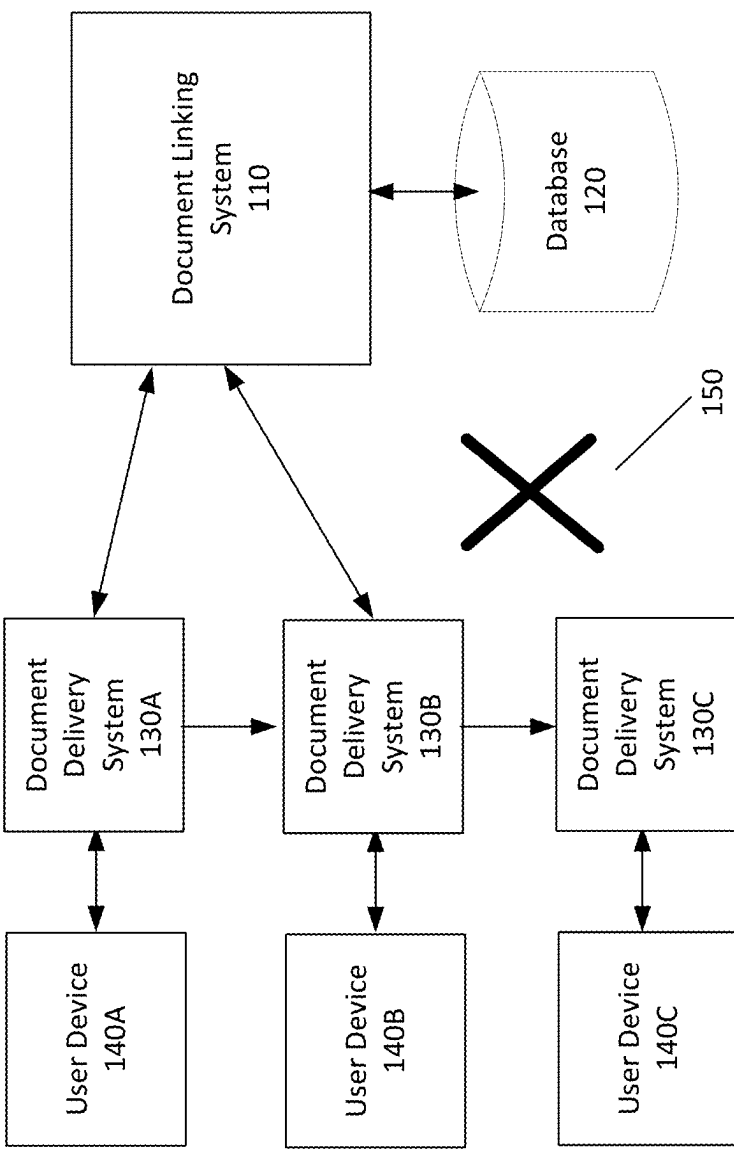 Document Linking
System
110
Database
120
150
Document
Delivery
System
130A
Document
Delivery
System
130B
Document
Delivery
System
130C
User Device
140A
User Device
140B
User Device
140C